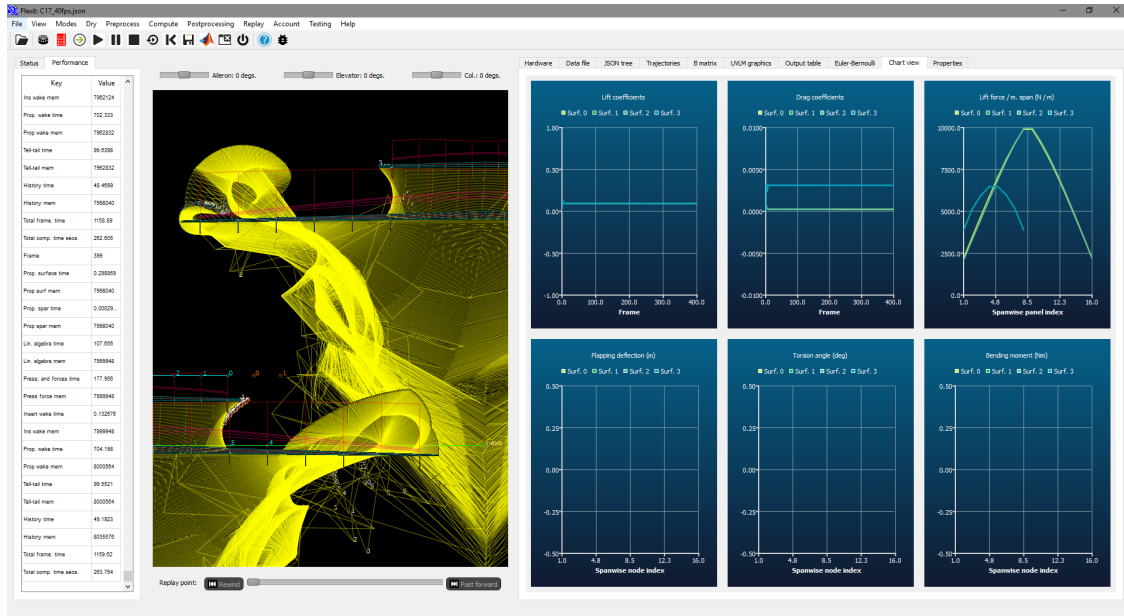 Flexit: C17_40fps.json
File View Modes Dry Preprocess Compute Postprocessing Replay Account Testing Help
Status Performance
Key Value
Ins wake mem 7962124
Prop. wake time 702.333
Prop wake mem 7962832
Tell-tail time 99.6398
Tell-tail mem 7962832
History time 48.4699
History mem 7998040
Total frame. time 1158.89
Total comp. time secs. 262.605
Frame 399
Prop. surface time 0.298959
Prop surf mem 7998040
Prop. spar time 0.00029...
Prop spar mem 7998040
Lin. algebra time 107.656
Lin. algebra mem 7999948
Press. and forces time 177.956
Press force mem 7999948
Insert wake time 0.132676
Ins wake mem 7999948
Prop. wake time 704.198
Prop wake mem 8000564
Tell-tail time 99.5521
Tell-tail mem 8000564
History time 49.1923
History mem 8035576
Total frame. time 1159.62
Total comp. time secs. 263.764
Aileron: 0 degs. Elevator: 0 degs. Col.: 0 degs.
Replay point: Rewind Fast forward
Hardware Data file JSON tree Trajectories B matrix UVLM graphics Output table Euler-Bernoulli Chart view Properties
Lift coefficients
Surf. 0 Surf. 1 Surf. 2 Surf. 3
1.00
0.50
0.00
-0.50
-1.00
0.0 100.0 200.0 300.0 400.0
Frame
Drag coefficients
Surf. 0 Surf. 1 Surf. 2 Surf. 3
0.0100
0.0050
0.0000
-0.0050
-0.0100
0.0 100.0 200.0 300.0 400.0
Frame
Lift force / m. span (N / m)
Surf. 0 Surf. 1 Surf. 2 Surf. 3
10000.0
7500.0
5000.0
2500.0
0.0
1.0 4.8 8.5 12.3 16.0
Spanwise panel index
Flapping deflection (m)
Surf. 0 Surf. 1 Surf. 2 Surf. 3
0.50
0.25
0.00
-0.25
-0.50
1.0 4.8 8.5 12.3 16.0
Spanwise node index
Torsion angle (deg)
Surf. 0 Surf. 1 Surf. 2 Surf. 3
0.50
0.25
0.00
-0.25
-0.50
1.0 4.8 8.5 12.3 16.0
Spanwise node index
Bending moment (Nm)
Surf. 0 Surf. 1 Surf. 2 Surf. 3
0.50
0.25
0.00
-0.25
-0.50
1.0 4.8 8.5 12.3 16.0
Spanwise node index